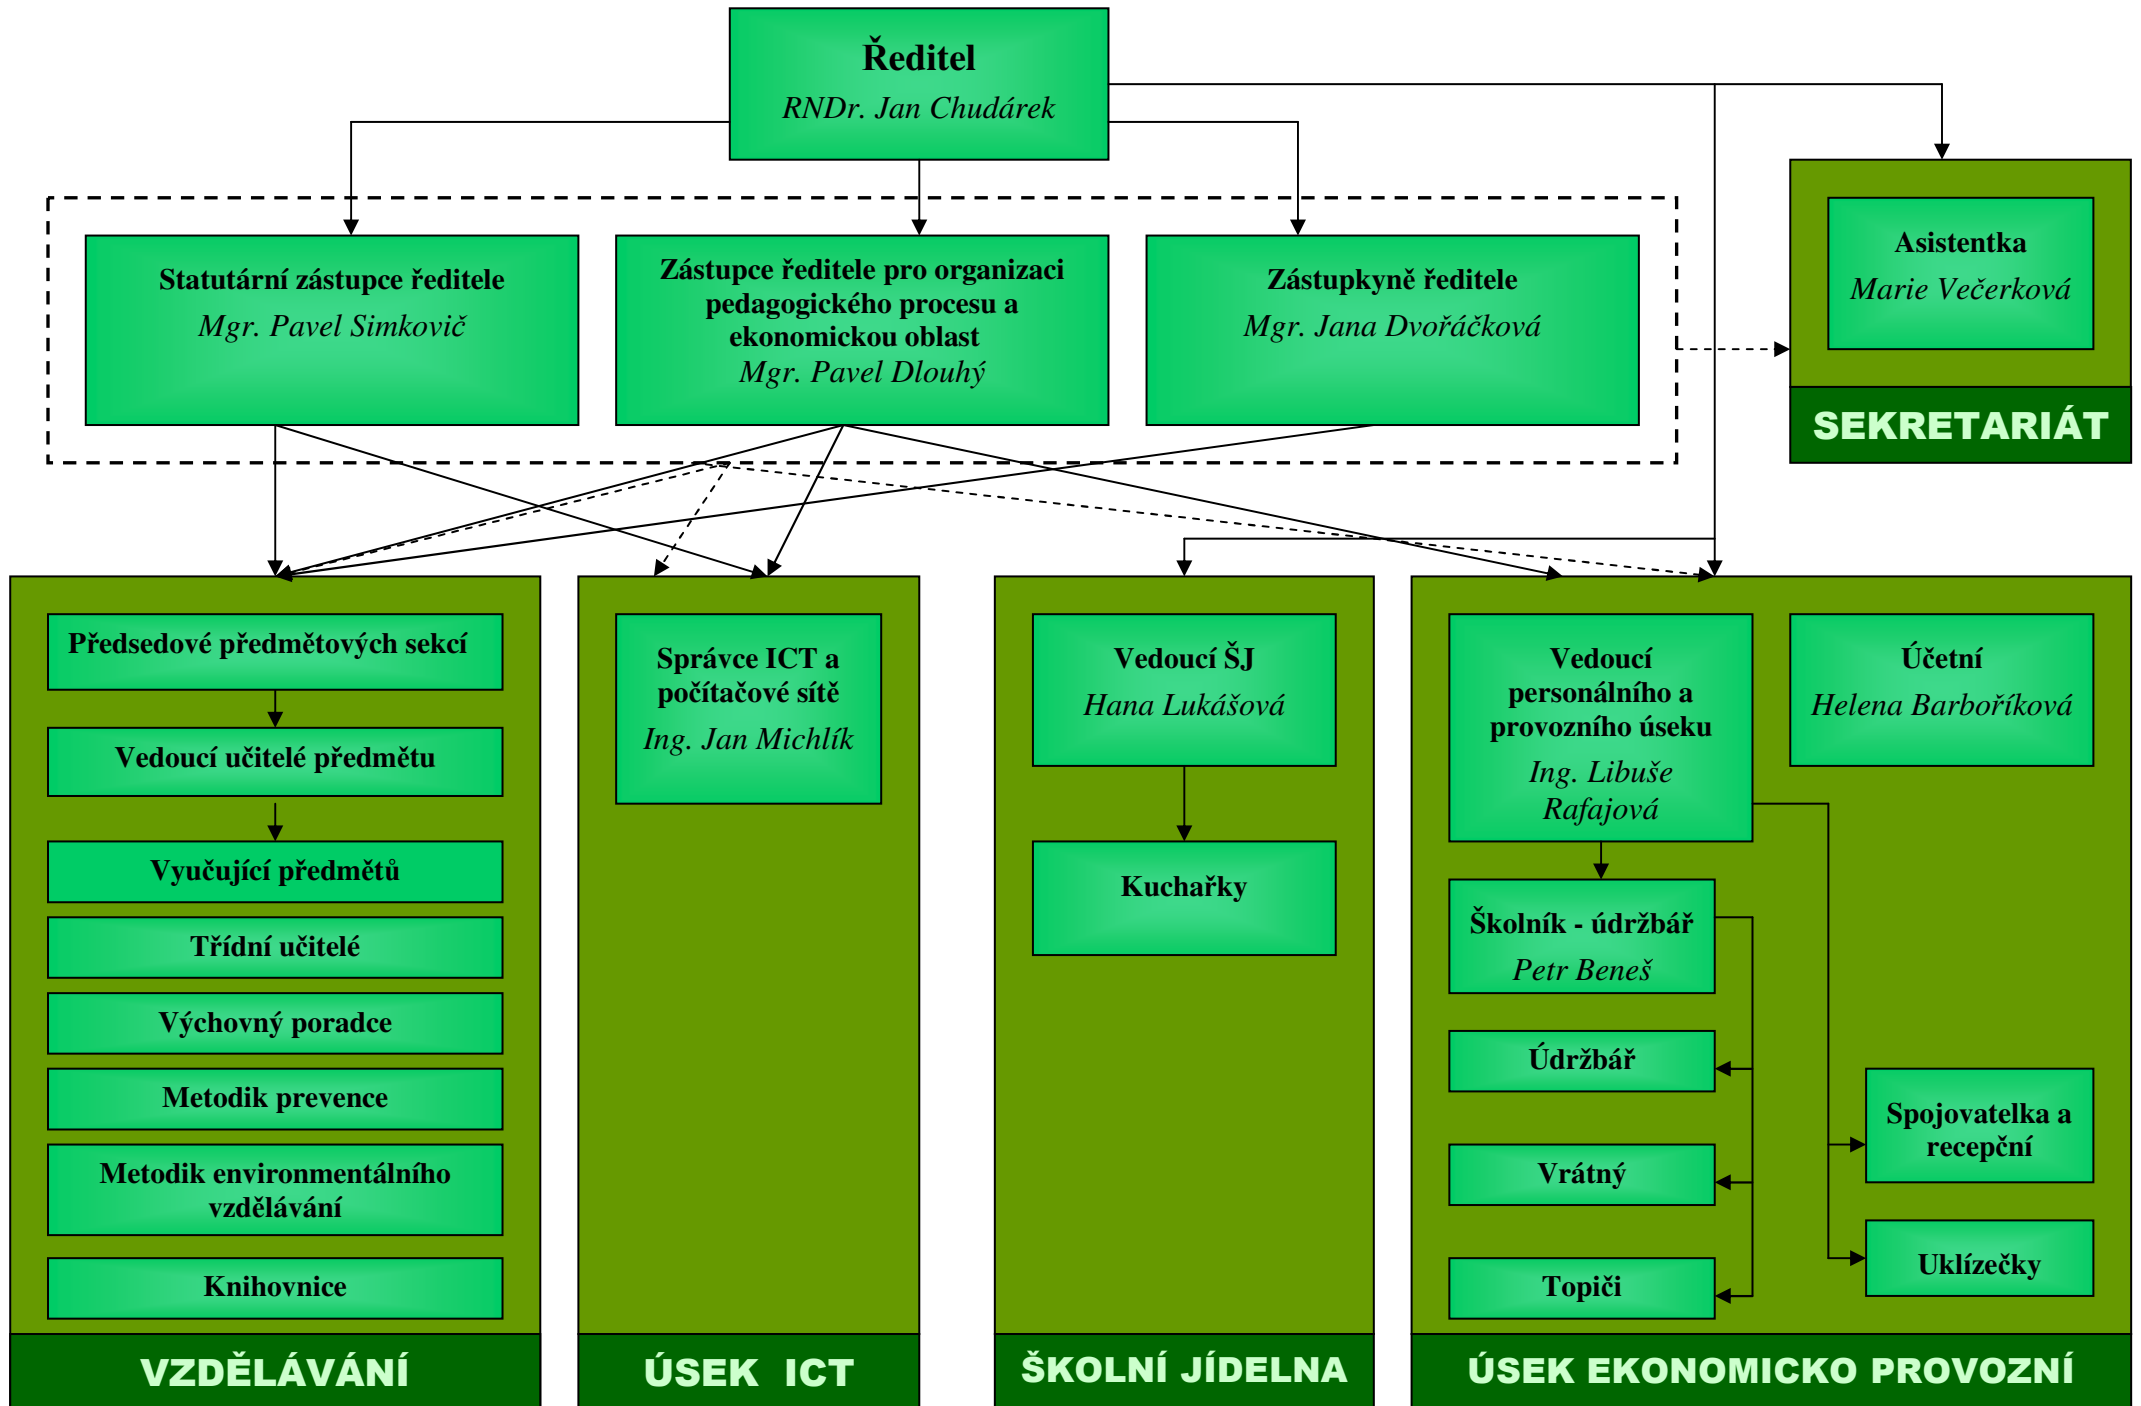 Ředitel
RNDr. Jan Chudárek
Statutární zástupce ředitele
Mgr. Pavel Simkovič
Zástupce ředitele pro organizaci
pedagogického procesu a
ekonomickou oblast
Mgr. Pavel Dlouhý
Zástupkyně ředitele
Mgr. Jana Dvořáčková
Asistentka
Marie Večerková
SEKRETARIÁT
Předsedové předmětových sekcí
Vedoucí učitelé předmětu
Vyučující předmětů
Třídní učitelé
Výchovný poradce
Metodik prevence
Metodik environmentálního
vzdělávání
Knihovnice
VZDĚLÁVÁNÍ
Správce ICT a
počítačové sítě
Ing. Jan Michlík
ÚSEK ICT
Vedoucí ŠJ
Hana Lukášová
Kuchařky
ŠKOLNÍ JÍDELNA
Vedoucí
personálního a
provozního úseku
Ing. Libuše
Rafajová
Účetní
Helena Barboříková
Školník - údržbář
Petr Beneš
Údržbář
Vrátný
Topiči
Spojovatelka a
recepční
Uklízečky
ÚSEK EKONOMICKO PROVOZNÍ